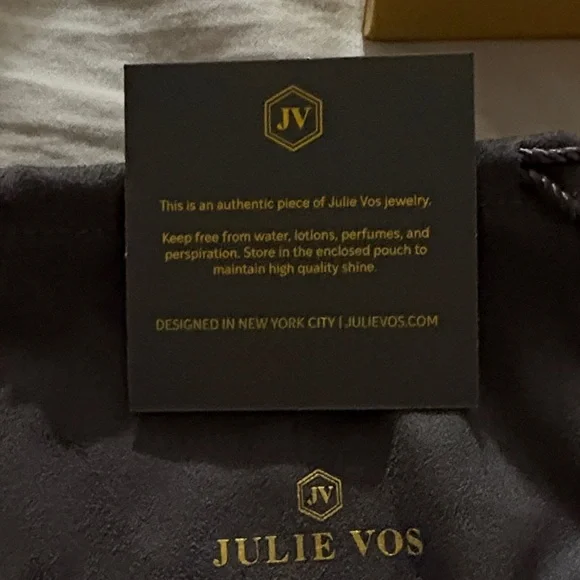 JV
This is an authentic piece of Julie Vos jewelry.
Keep free from water, lotions, perfumes, and
perspiration. Store in the enclosed pouch to
maintain high quality shine.
DESIGNED IN NEW YORK CITY | JULIEVOS.COM
JV
JULIE VOS